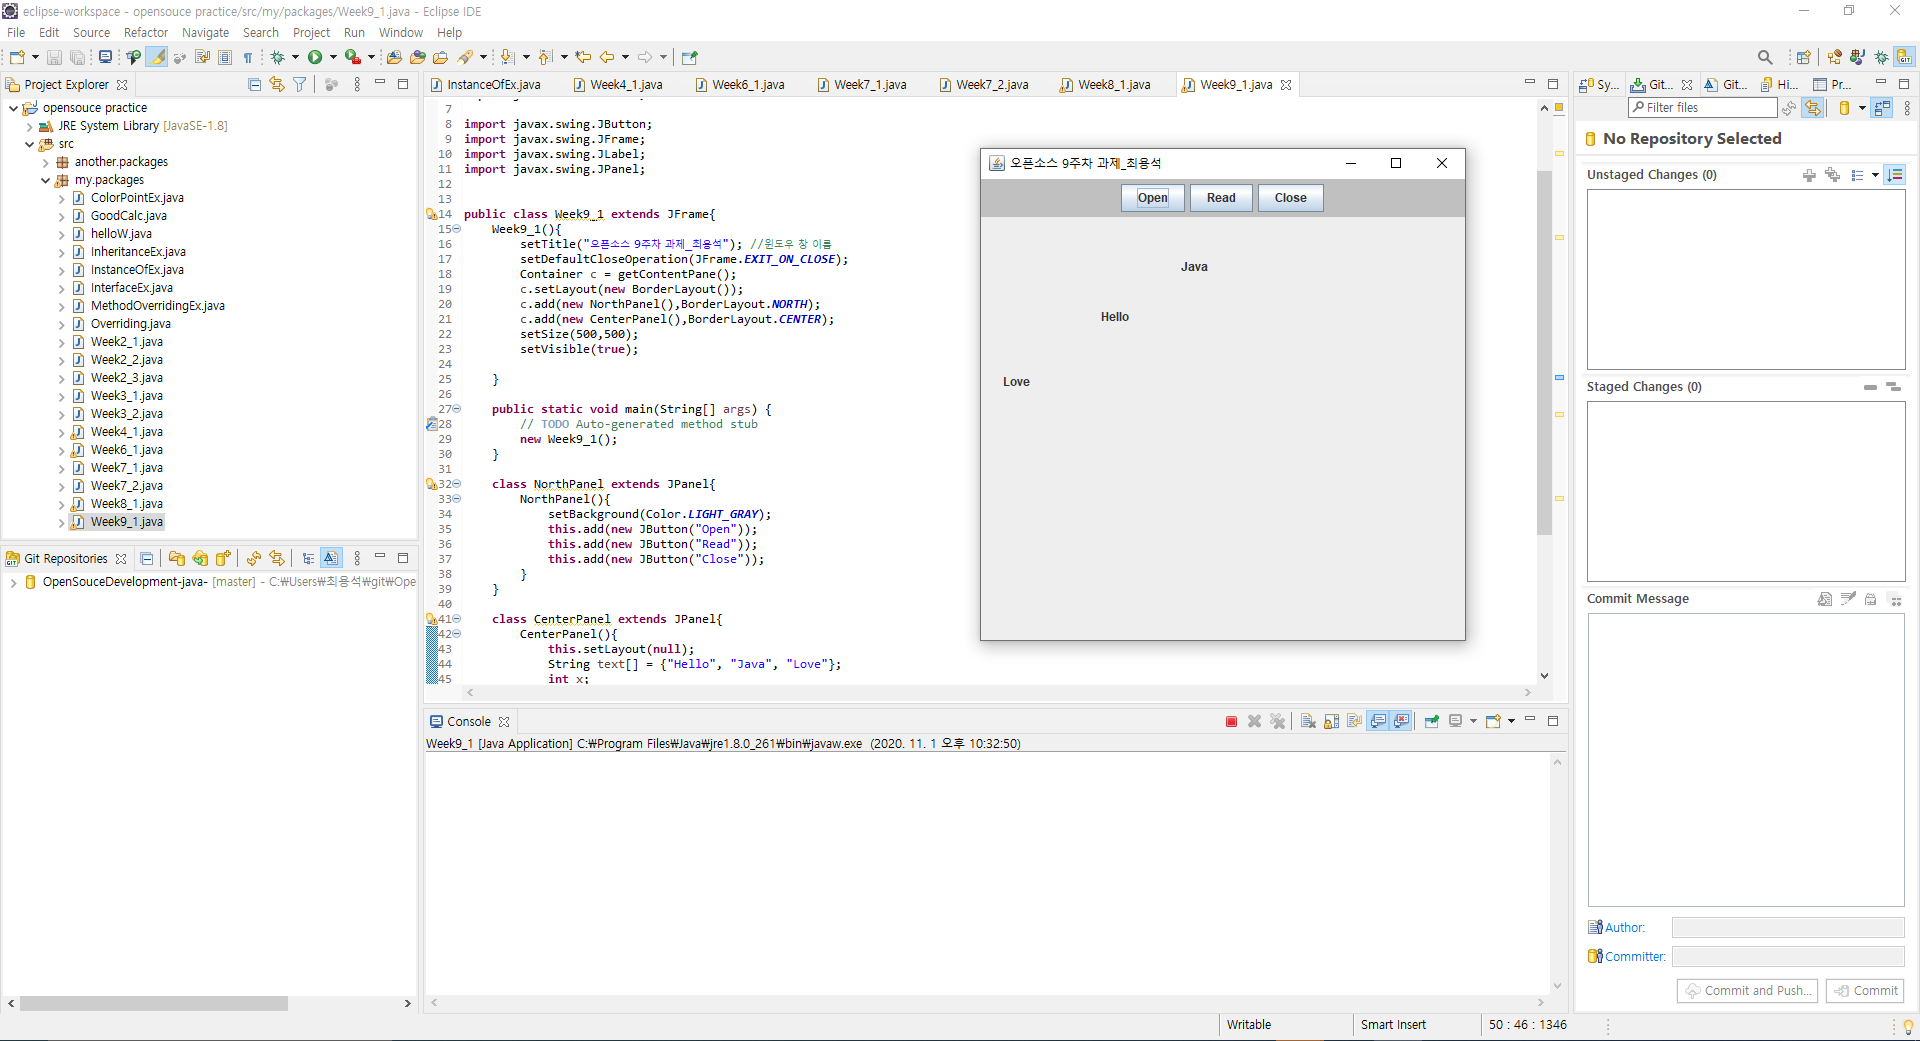 eclipse-workspace - opensouce practice/src/my/packages/Week9_1.java - Eclipse IDE
File Edit Source Refactor Navigate Search Project Run Window Help
Project Explorer
opensouce practice
JRE System Library [JavaSE-1.8]
src
another.packages
my.packages
ColorPointEx.java
GoodCalc.java
helloW.java
InheritanceEx.java
InstanceOfEx.java
InterfaceEx.java
MethodOverridingEx.java
Overriding.java
Week2_1.java
Week2_2.java
Week2_3.java
Week3_1.java
Week3_2.java
Week4_1.java
Week6_1.java
Week7_1.java
Week7_2.java
Week8_1.java
Week9_1.java
Git Repositories
OpenSouceDevelopment-java- [master] - C:₩Users₩최용석₩git₩Ope
InstanceOfEx.java Week4_1.java Week6_1.java Week7_1.java Week7_2.java Week8_1.java Week9_1.java
7
8 import javax.swing.JButton;
9 import javax.swing.JFrame;
10 import javax.swing.JLabel;
11 import javax.swing.JPanel;
12
13
14 public class Week9_1 extends JFrame{
15 Week9_1(){
16 setTitle("오픈소스 9주차 과제_최용석"); //윈도우 창 이름
17 setDefaultCloseOperation(JFrame.EXIT_ON_CLOSE);
18 Container c = getContentPane();
19 c.setLayout(new BorderLayout());
20 c.add(new NorthPanel(),BorderLayout.NORTH);
21 c.add(new CenterPanel(),BorderLayout.CENTER);
22 setSize(500,500);
23 setVisible(true);
24
25 }
26
27 public static void main(String[] args) {
28 // TODO Auto-generated method stub
29 new Week9_1();
30 }
31
32 class NorthPanel extends JPanel{
33 NorthPanel(){
34 setBackground(Color.LIGHT_GRAY);
35 this.add(new JButton("Open"));
36 this.add(new JButton("Read"));
37 this.add(new JButton("Close"));
38 }
39 }
40
41 class CenterPanel extends JPanel{
42 CenterPanel(){
43 this.setLayout(null);
44 String text[] = {"Hello", "Java", "Love"};
45 int x;
오픈소스 9주차 과제_최용석
Open Read Close
Java
Hello
Love
Console
Week9_1 [Java Application] C:₩Program Files₩Java₩jre1.8.0_261₩bin₩javaw.exe (2020. 11. 1 오후 10:32:50)
Sy... Git... Git... Hi... Pr...
Filter files
No Repository Selected
Unstaged Changes (0)
Staged Changes (0)
Commit Message
Author:
Committer:
Commit and Push... Commit
Writable Smart Insert 50 : 46 : 1346